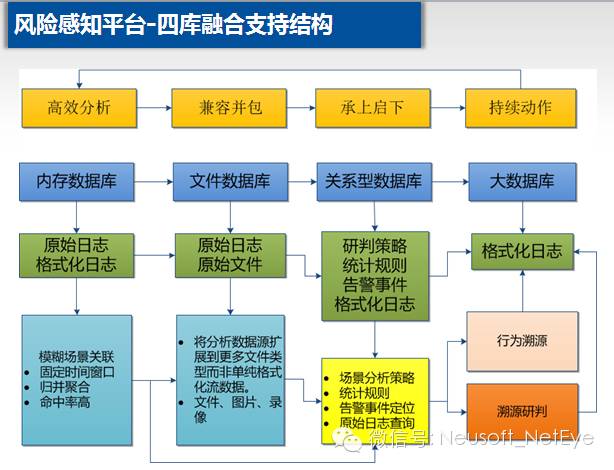 风险感知平台-四库融合支持结构
高效分析
兼容并包
承上启下
持续动作
内存数据库
文件数据库
关系型数据库
大数据库
原始日志
格式化日志
原始日志
原始文件
研判策略
统计规则
告警事件
格式化日志
格式化日志
模糊场景关联
• 固定时间窗口
• 归并聚合
• 命中率高
• 将分析数据源扩
展到更多文件类
型而非单纯格式
化流数据。
• 文件、图片、录
像
• 场景分析策略
• 统计规则
• 告警事件定位
• 原始日志查询
行为溯源
溯源研判
微信号: Neusoft_NetEye